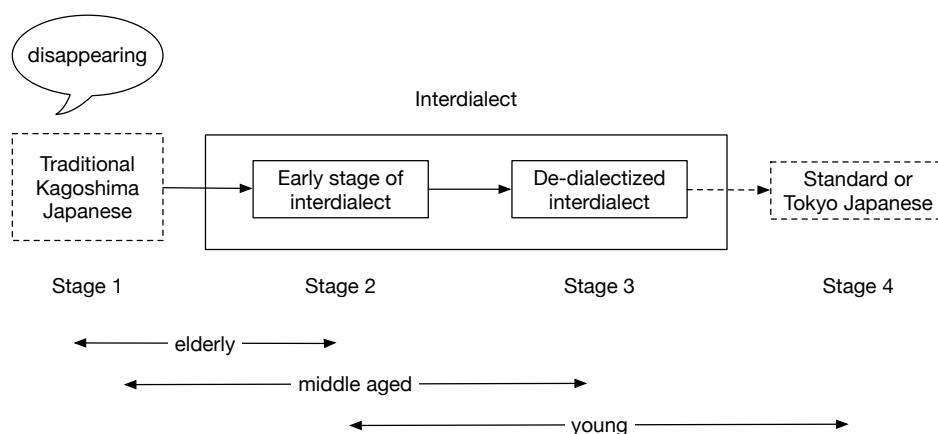 disappearing
Interdialect
Traditional
Kagoshima
Japanese
Early stage of
interdialect
De-dialectized
interdialect
Standard or
Tokyo Japanese
Stage 1
Stage 2
Stage 3
Stage 4
elderly
middle aged
young